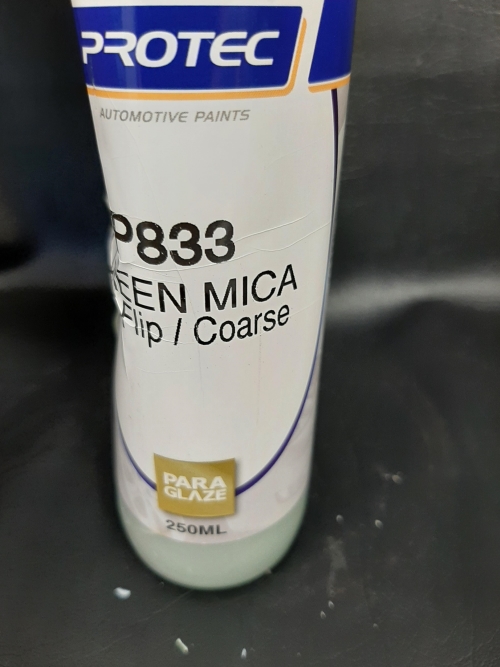 PROTEC
AUTOMOTIVE PAINTS
P833
EEN MICA
Flip / Coarse
PARA
GLAZE
250ML